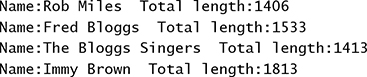 Name:Rob Miles  Total length:1406
Name:Fred Bloggs  Total length:1533
Name:The Bloggs Singers  Total length:1413
Name:Immy Brown  Total length:1813